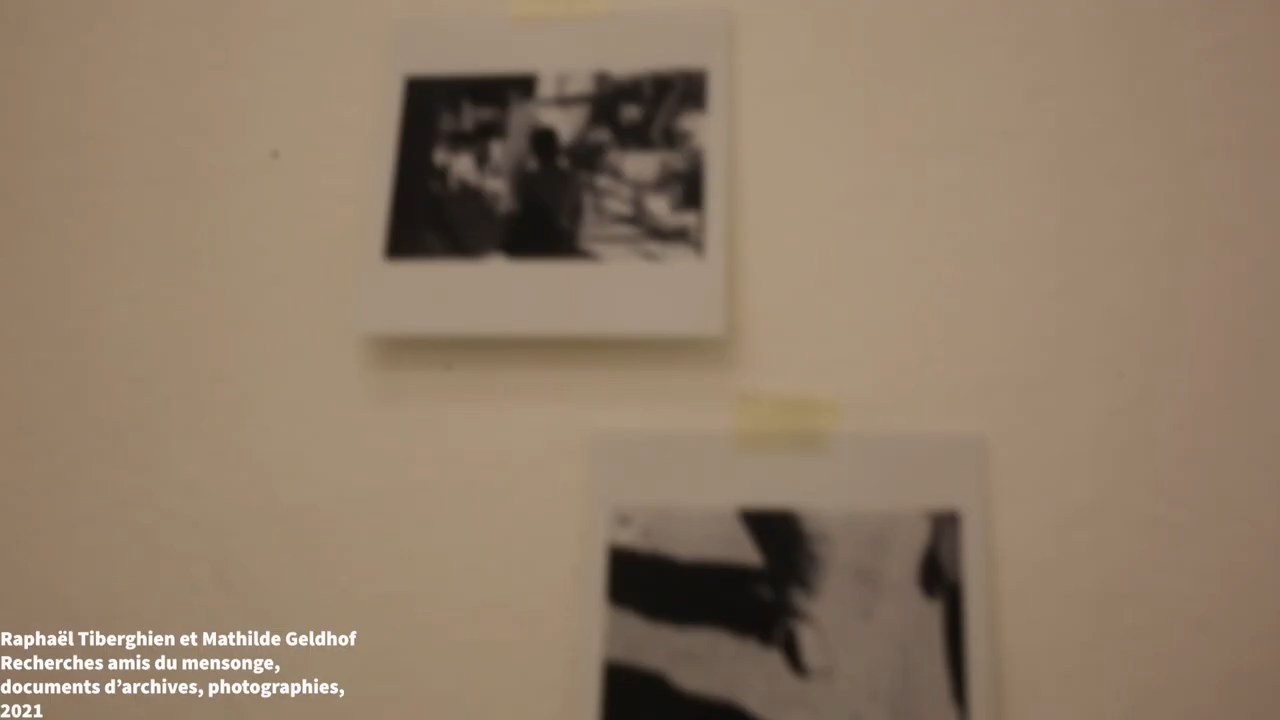 Raphaël Tiberghien et Mathilde Geldhof
Recherches amis du mensonge,
documents d’archives, photographies,
2021